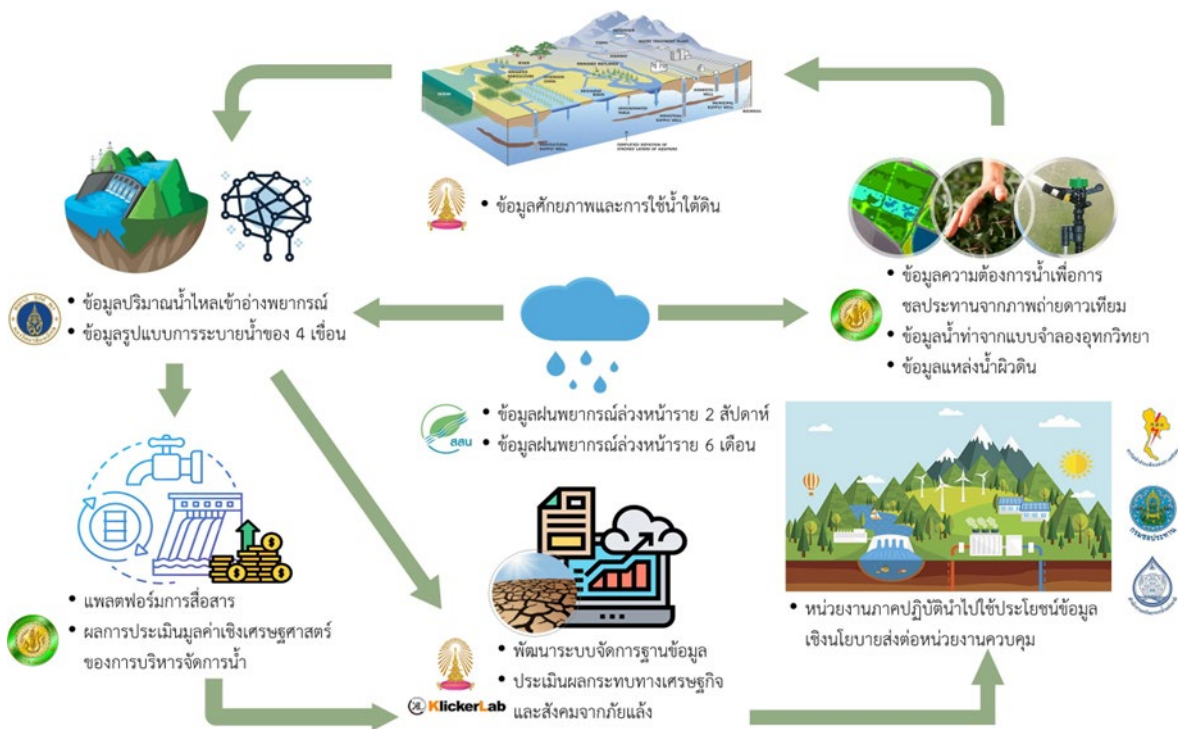 ข้อมูลศักยภาพและการใช้น้ำใต้ดิน
ข้อมูลปริมาณน้ำไหลเข้าอ่างพยากรณ์
ข้อมูลรูปแบบการระบายน้ำของ 4 เขื่อน
ข้อมูลความต้องการน้ำเพื่อการ
ชลประทานจากภาพถ่ายดาวเทียม
ข้อมูลน้ำท่าจากแบบจำลองอุทกวิทยา
ข้อมูลแหล่งน้ำผิวดิน
สสน
ข้อมูลฝนพยากรณ์ล่วงหน้าราย 2 สัปดาห์
ข้อมูลฝนพยากรณ์ล่วงหน้าราย 6 เดือน
แพลตฟอร์มการสื่อสาร
ผลการประเมินมูลค่าเชิงเศรษฐศาสตร์
ของการบริหารจัดการน้ำ
KlickerLab
พัฒนาระบบจัดการฐานข้อมูล
ประเมินผลกระทบทางเศรษฐกิจ
และสังคมจากภัยแล้ง
กรมชลประทาน
หน่วยงานภาคปฏิบัตินำไปใช้ประโยชน์ข้อมูล
เชิงนโยบายส่งต่อหน่วยงานควบคุม